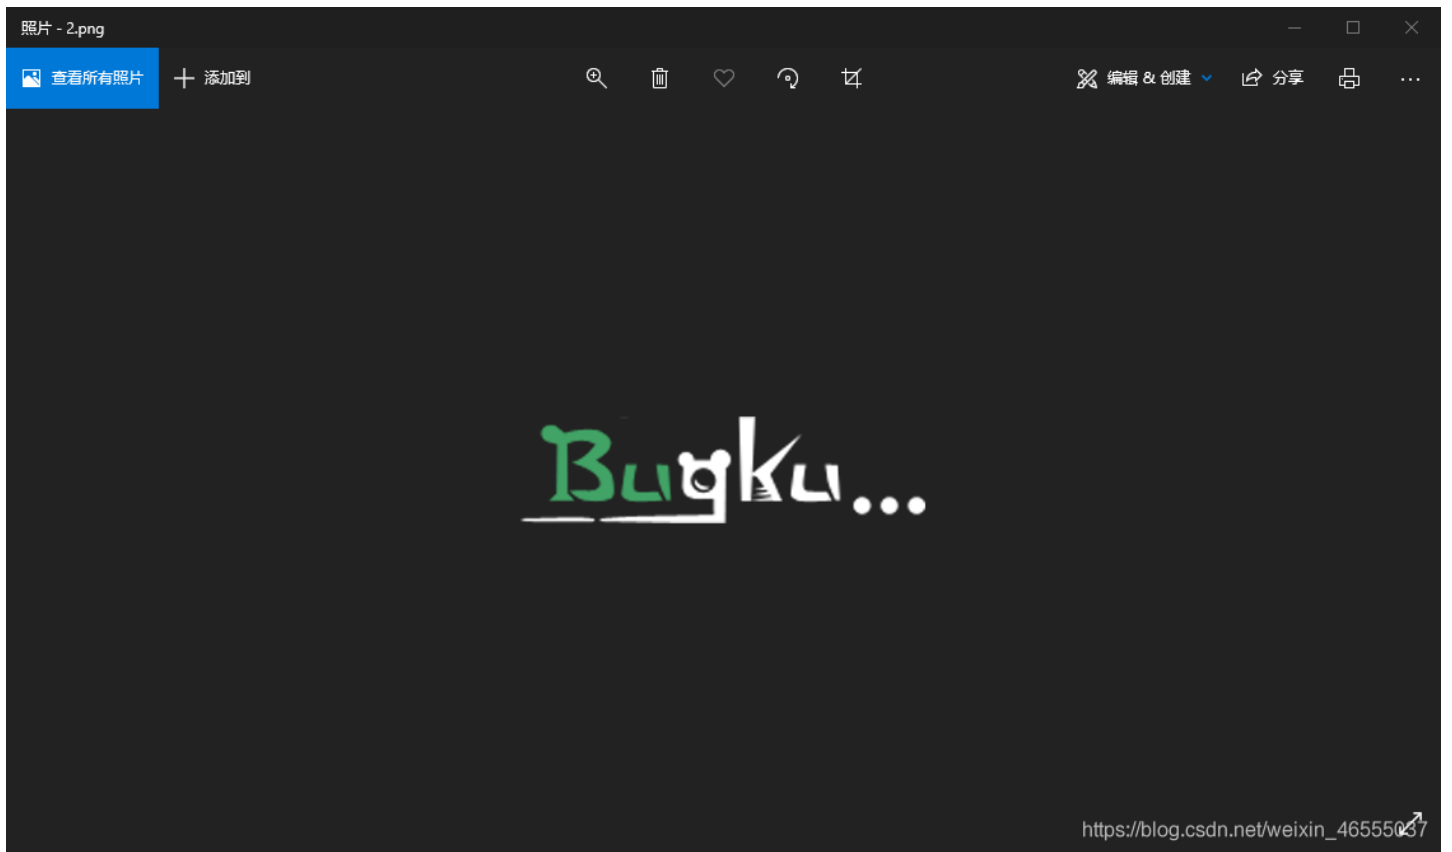 照片 - 2.png
查看所有照片 添加到 编辑 & 创建 分享
Bugku...
https://blog.csdn.net/weixin_46555037